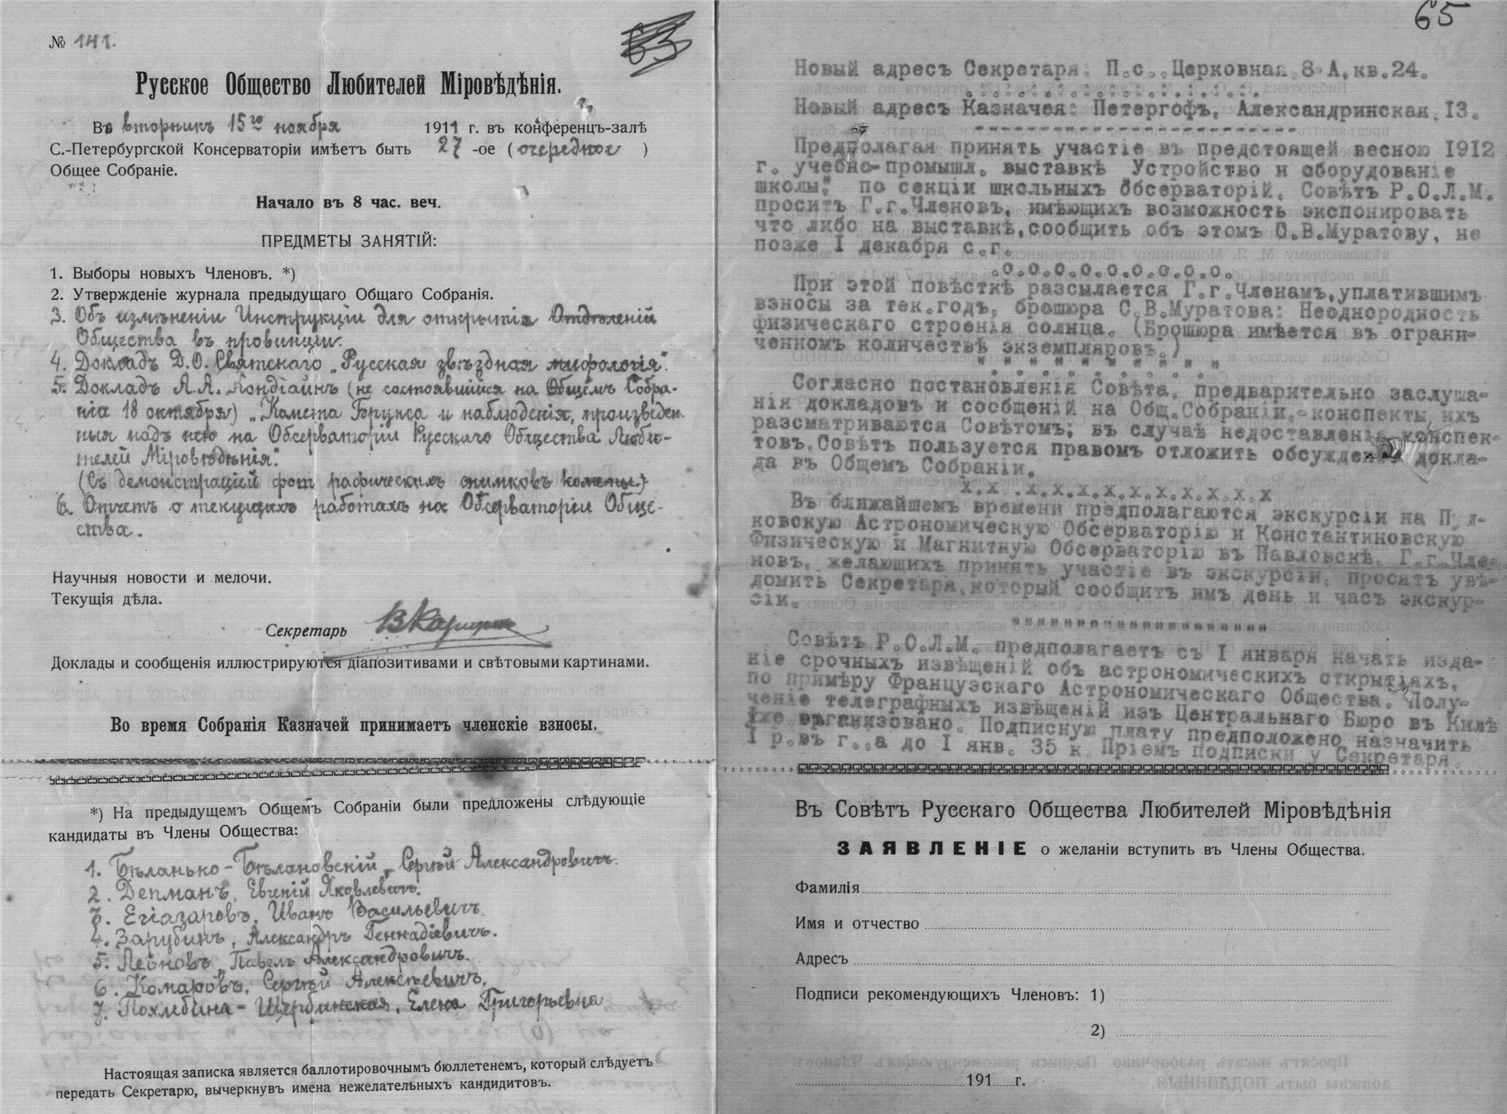 № 141.
63
Русское Общество Любителей Міровѣдѣнія.
Въ вторникъ 15го ноября 1911 г. въ конференцъ-залѣ
С.-Петербургской Консерваторіи имѣетъ быть 27-ое (очередное)
Общее Собраніе.
Начало въ 8 час. веч.
ПРЕДМЕТЫ ЗАНЯТІЙ:
1. Выборы новыхъ Членовъ. *)
2. Утвержденіе журнала предыдущаго Общаго Собранія.
3. Объ измѣненіи Инструкціи для открытія Отдѣленій
Общества въ провинціи.
4. Докладъ Д.О. Святскаго „Русская звѣздная мифологія".
5. Докладъ А.А. Кондіайнъ (не состоявшійся на Общемъ Собра-
ніа 18 октября) „Комета Брукса и наблюденія, произведен-
ныя надъ нею на Обсерваторіи Русскаго Общества Люби-
телей Міровѣдѣнія".
(Съ демонстраціей фотографическихъ снимковъ кометы.)
6. Отчетъ о текущихъ работахъ на Обсерваторіи Обще-
ства.
Научныя новости и мелочи.
Текущія дѣла.
Секретарь
Доклады и сообщенія иллюстрируются діапозитивами и свѣтовыми картинами.
Во время Собранія Казначей принимаетъ членскіе взносы.
*) На предыдущемъ Общемъ Собраніи были предложены слѣдующіе
кандидаты въ Члены Общества:
1. Бѣланько-Бѣлановскій, Сергѣй Александровичъ.
2. Депманъ, Евгеній Яковлевичъ.
3. Егіазаровъ, Иванъ Васильевичъ.
4. Зарубинъ, Александръ Геннадіевичъ.
5. Леоновъ, Павелъ Александровичъ.
6. Комаровъ, Сергѣй Алексѣевичъ.
7. Похлебина-Щербинская, Елена Григорьевна
Настоящая записка является баллотировочнымъ бюллетенемъ, который слѣдуетъ
передать Секретарю, вычеркнувъ имена нежелательныхъ кандидитовъ.
65
Новый адресъ Секретаря: П.с., Церковная 8 А, кв.24.
Новый адресъ Казначея: Петергофъ, Александринская, 13.
Предполагая принять участіе въ предстоящей весною 1912
г. учебно-промышл. выставкѣ "Устройство и оборудованіе
школы," по секціи школьныхъ обсерваторій, Совѣтъ Р.О.Л.М.
проситъ Г.г.Членовъ, имѣющихъ возможность экспонировать
что либо на выставкѣ, сообщить объ этомъ С.В.Муратову, не
позже I декабря с.г.
При этой повѣсткѣ разсылается Г.г.Членамъ, уплатившимъ
взносы за тек.годъ, брошюра С.В.Муратова: Неоднородность
физическаго строенія солнца. (Брошюра имѣется въ ограни-
ченномъ количествѣ экземпляровъ.)
Согласно постановленія Совѣта, предварительно заслуша-
нія докладовъ и сообщеній на Общ.Собраніи,-конспекты ихъ
разсматриваются Совѣтомъ; въ случаѣ недоставленія конспек-
товъ, Совѣтъ пользуется правомъ отложить обсужденіе докла-
да въ Общемъ Собраніи.
Въ ближайшемъ времени предполагаются экскурсіи на Пул-
ковскую Астрономическую Обсерваторію и Константиновскую
Физическую и Магнитную Обсерваторію въ Павловскѣ. Г.г.Чле-
новъ, желающихъ принять участіе въ экскурсіи, просятъ увѣ-
домить Секретаря, который сообщитъ имъ день и часъ экскур-
сіи.
Совѣтъ Р.О.Л.М. предполагаетъ съ I января начать изда-
ніе срочныхъ извѣщеній объ астрономическихъ открытіяхъ,
по примѣру Французскаго Астрономическаго Общества. Полу-
ченіе телеграфныхъ извѣщеній изъ Центральнаго Бюро въ Килѣ
уже организовано. Подписную плату предположено назначить
I р.въ г., а до I янв. 35 к. Пріемъ подписки у Секретаря.
Въ Совѣтъ Русскаго Общества Любителей Міровѣдѣнія
ЗАЯВЛЕНІЕ о желаніи вступить въ Члены Общества.
Фамилія
Имя и отчество
Адресъ
Подписи рекомендующихъ Членовъ: 1)
2)
191 г.